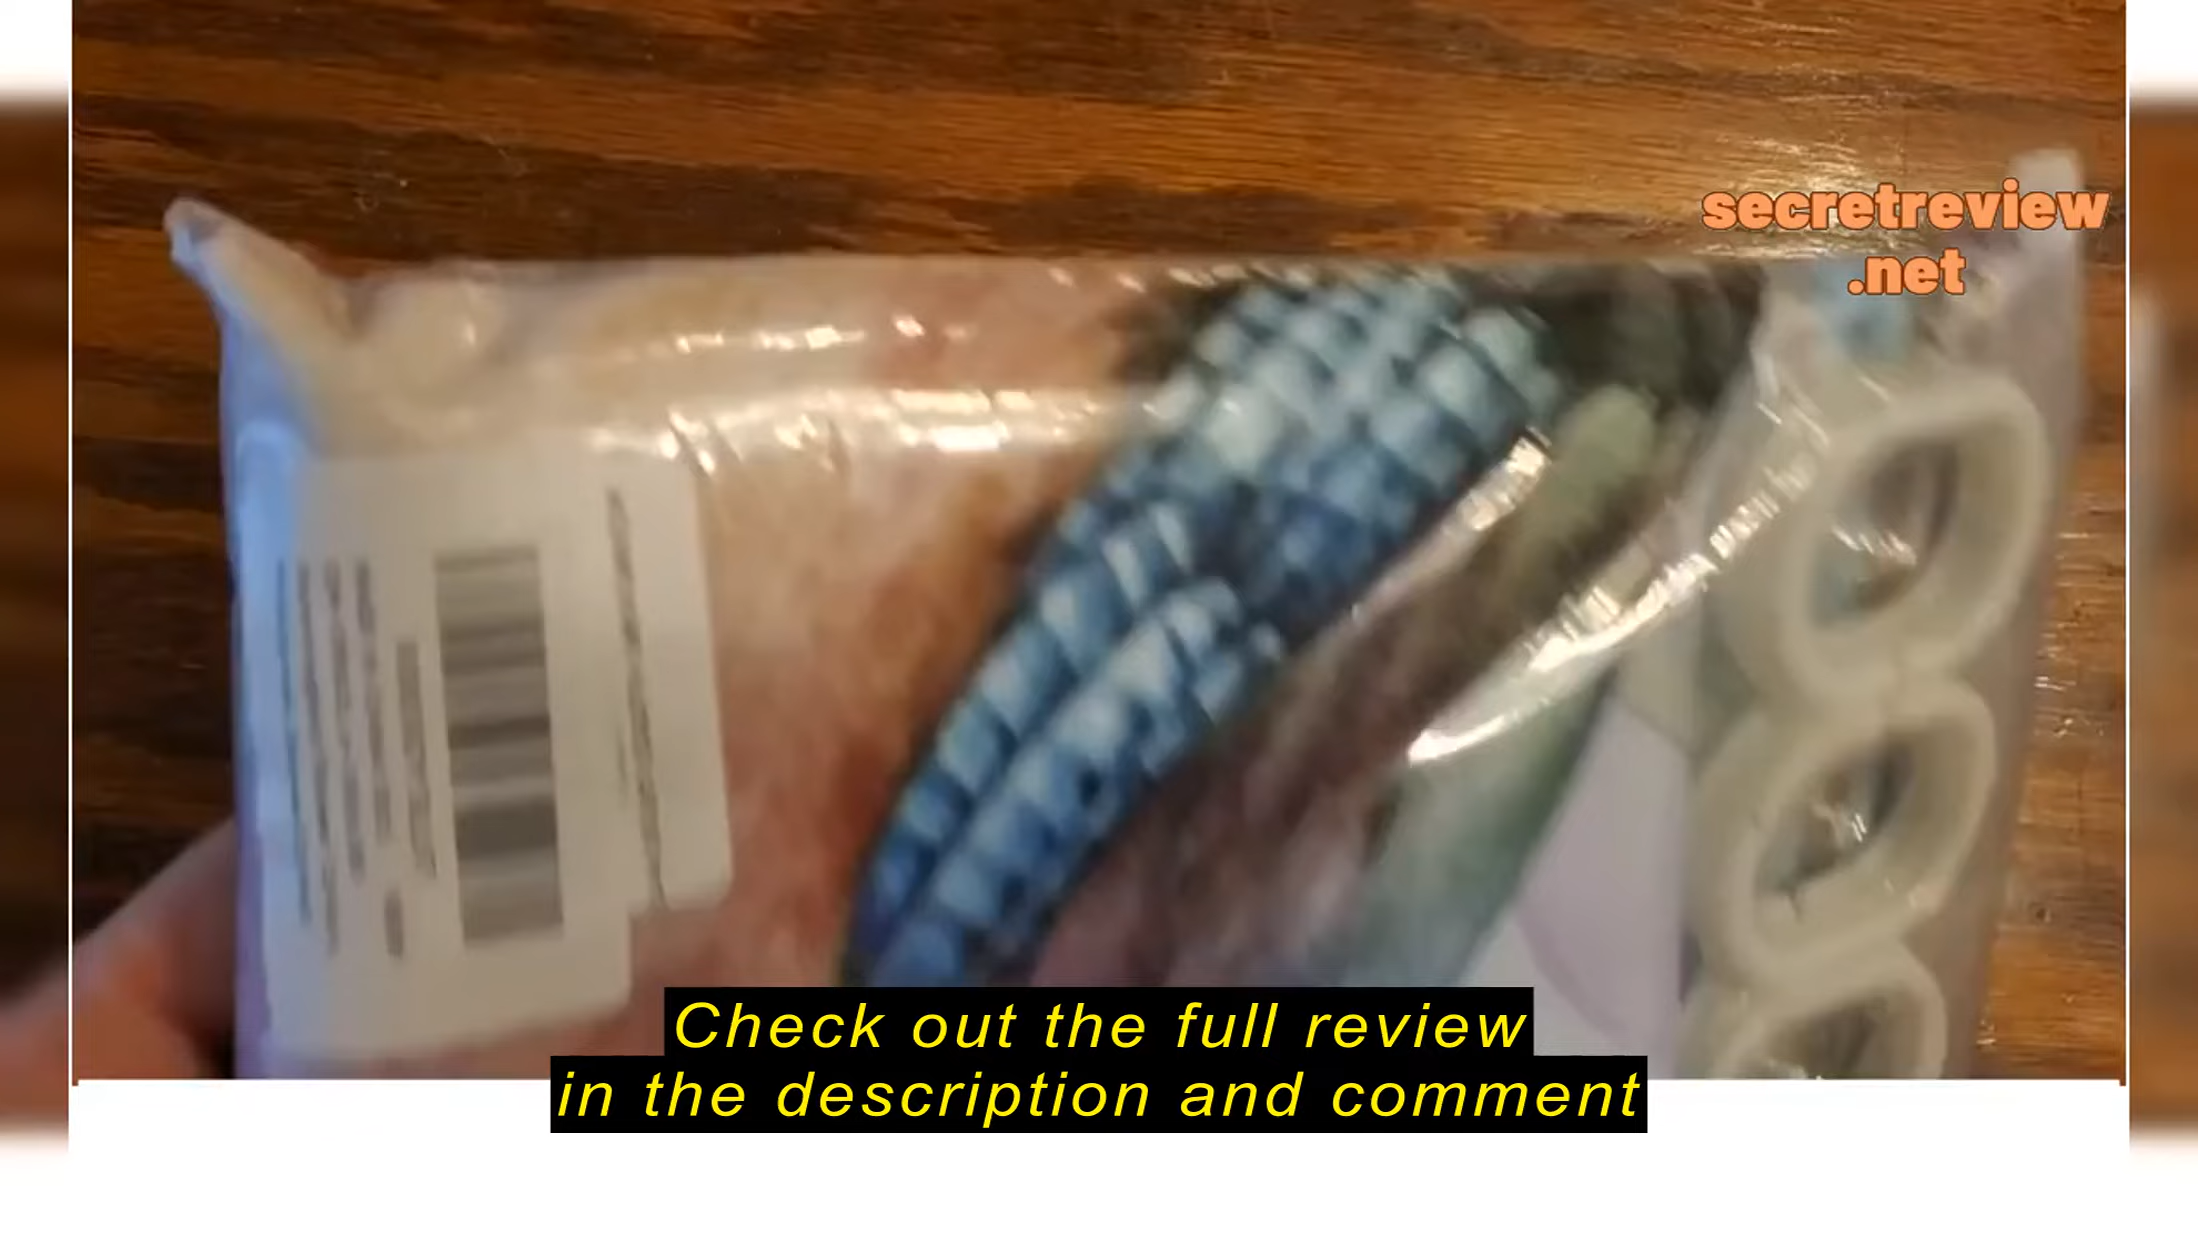 secretreview
.net
Check out the full review
in the description and comment